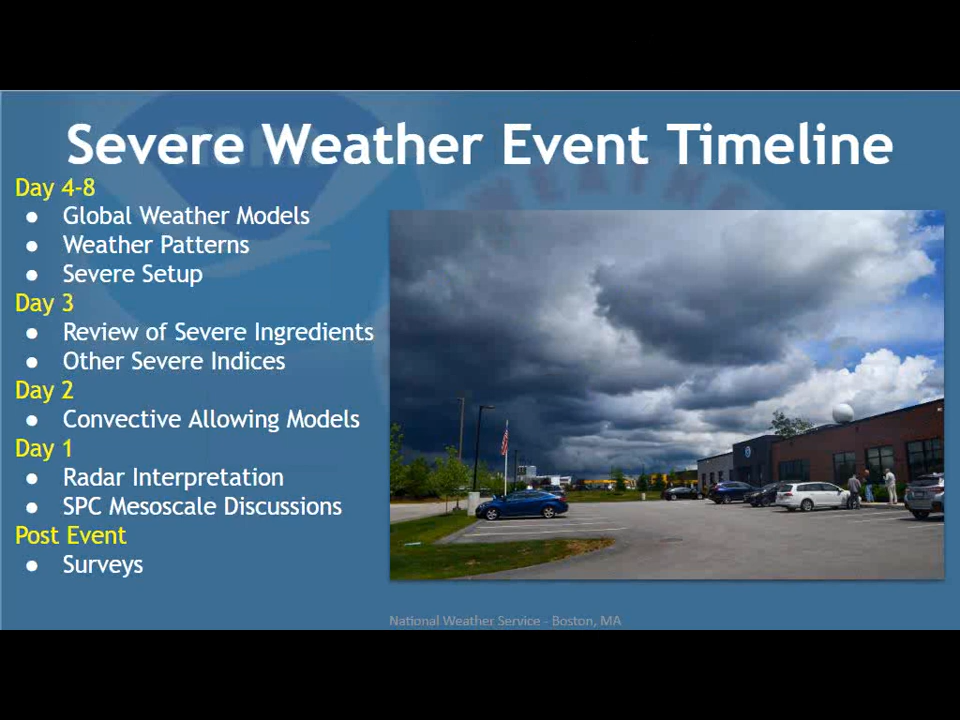 Severe Weather Event Timeline
Day 4-8
● Global Weather Models
● Weather Patterns
● Severe Setup
Day 3
● Review of Severe Ingredients
● Other Severe Indices
Day 2
● Convective Allowing Models
Day 1
● Radar Interpretation
● SPC Mesoscale Discussions
Post Event
● Surveys
WEATHER
National Weather Service - Boston, MA